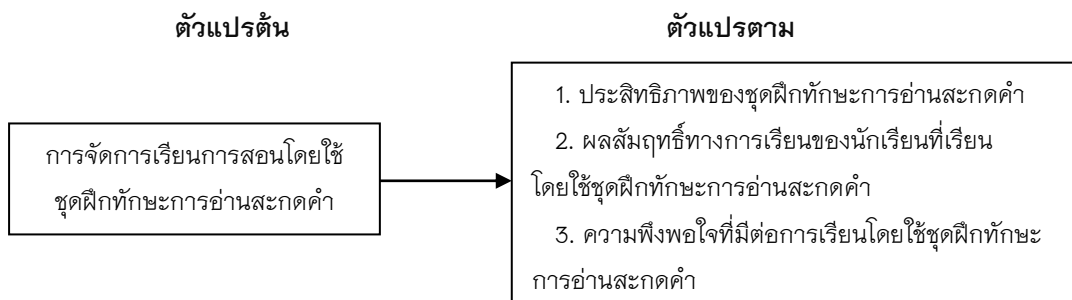 ตัวแปรต้น
ตัวแปรตาม
การจัดการเรียนการสอนโดยใช้
ชุดฝึกทักษะการอ่านสะกดคำ
1. ประสิทธิภาพของชุดฝึกทักษะการอ่านสะกดคำ
2. ผลสัมฤทธิ์ทางการเรียนของนักเรียนที่เรียน
โดยใช้ชุดฝึกทักษะการอ่านสะกดคำ
3. ความพึงพอใจที่มีต่อการเรียนโดยใช้ชุดฝึกทักษะ
การอ่านสะกดคำ